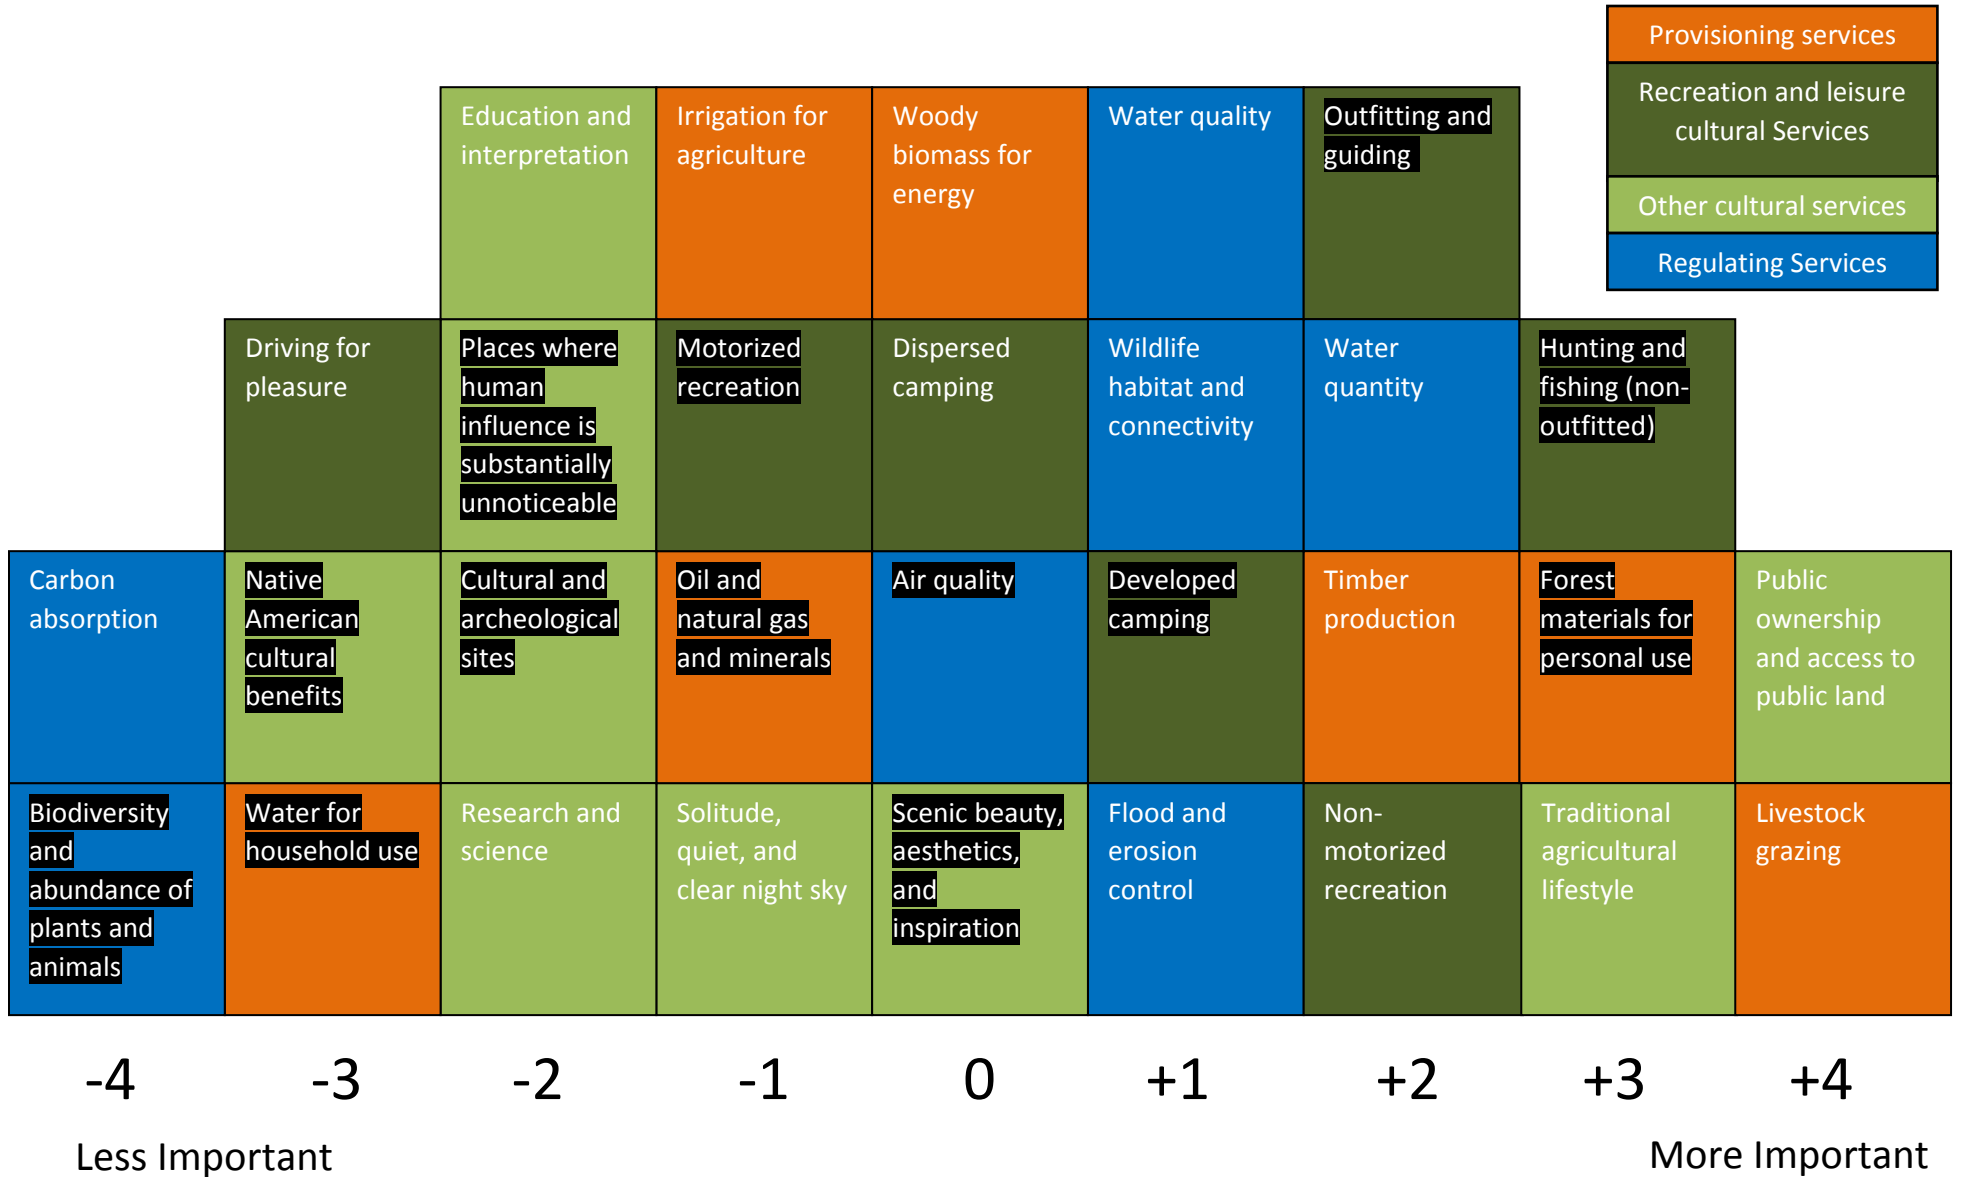 Provisioning services
Recreation and leisure
cultural Services
Other cultural services
Regulating Services
Education and
interpretation
Irrigation for
agriculture
Woody
biomass for
energy
Water quality
Outfitting and
guiding
Driving for
pleasure
Places where
human
influence is
substantially
unnoticeable
Motorized
recreation
Dispersed
camping
Wildlife
habitat and
connectivity
Water
quantity
Hunting and
fishing (non-
outfitted)
Carbon
absorption
Native
American
cultural
benefits
Cultural and
archeological
sites
Oil and
natural gas
and minerals
Air quality
Developed
camping
Timber
production
Forest
materials for
personal use
Public
ownership
and access to
public land
Biodiversity
and
abundance of
plants and
animals
Water for
household use
Research and
science
Solitude,
quiet, and
clear night sky
Scenic beauty,
aesthetics,
and
inspiration
Flood and
erosion
control
Non-
motorized
recreation
Traditional
agricultural
lifestyle
Livestock
grazing
-4 -3 -2 -1 0 +1 +2 +3 +4
Less Important
More Important